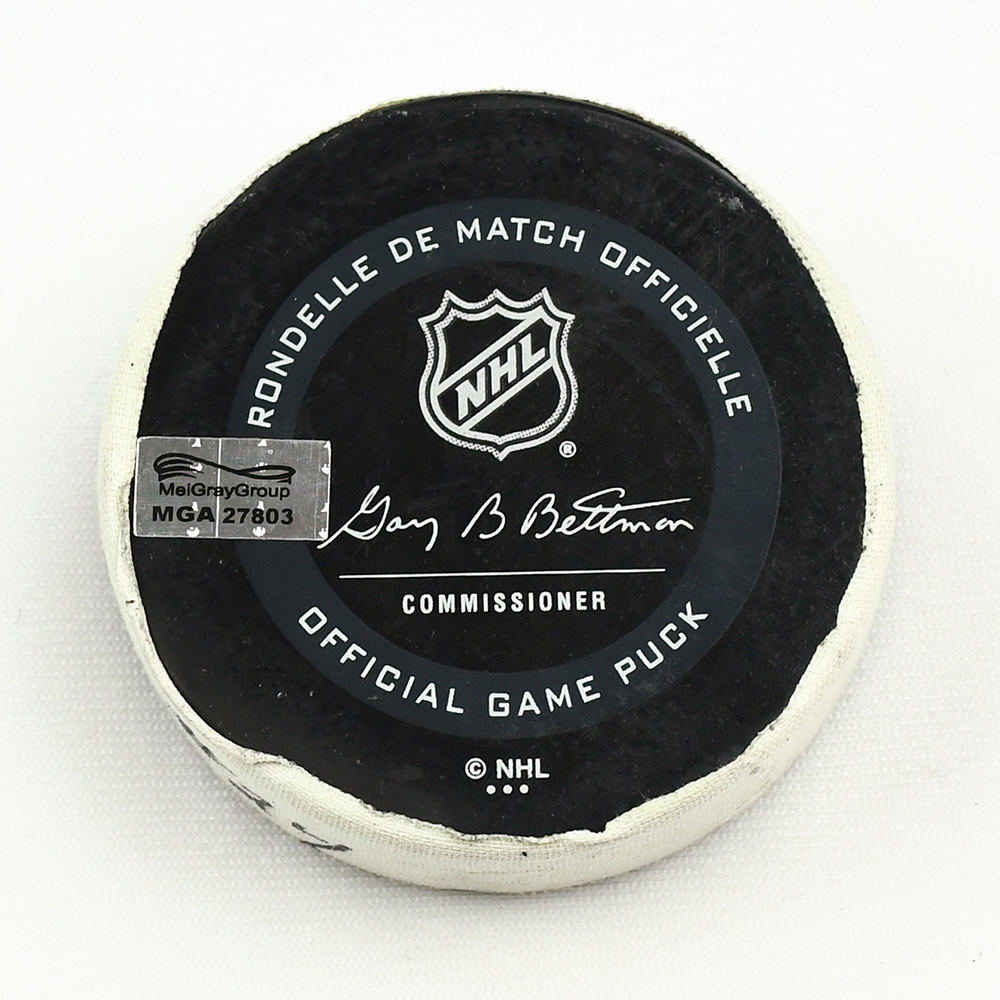 RONDELLE DE MATCH OFFICIELLE
NHL
®
MeiGrayGroup
MGA 27803
Gary B Bettman
COMMISSIONER
OFFICIAL GAME PUCK
© NHL